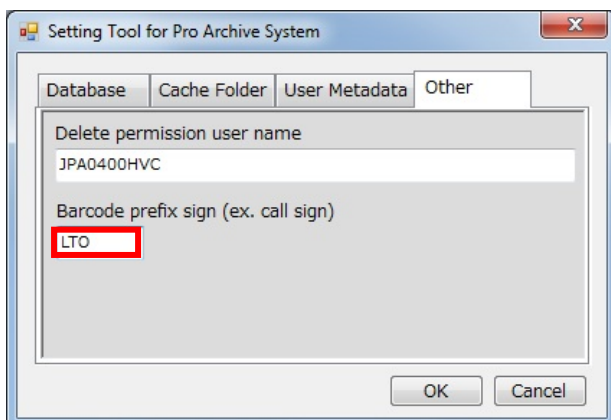 Setting Tool for Pro Archive System
Database Cache Folder User Metadata Other
Delete permission user name
JPA0400HVC
Barcode prefix sign (ex. call sign)
LTO
OK Cancel